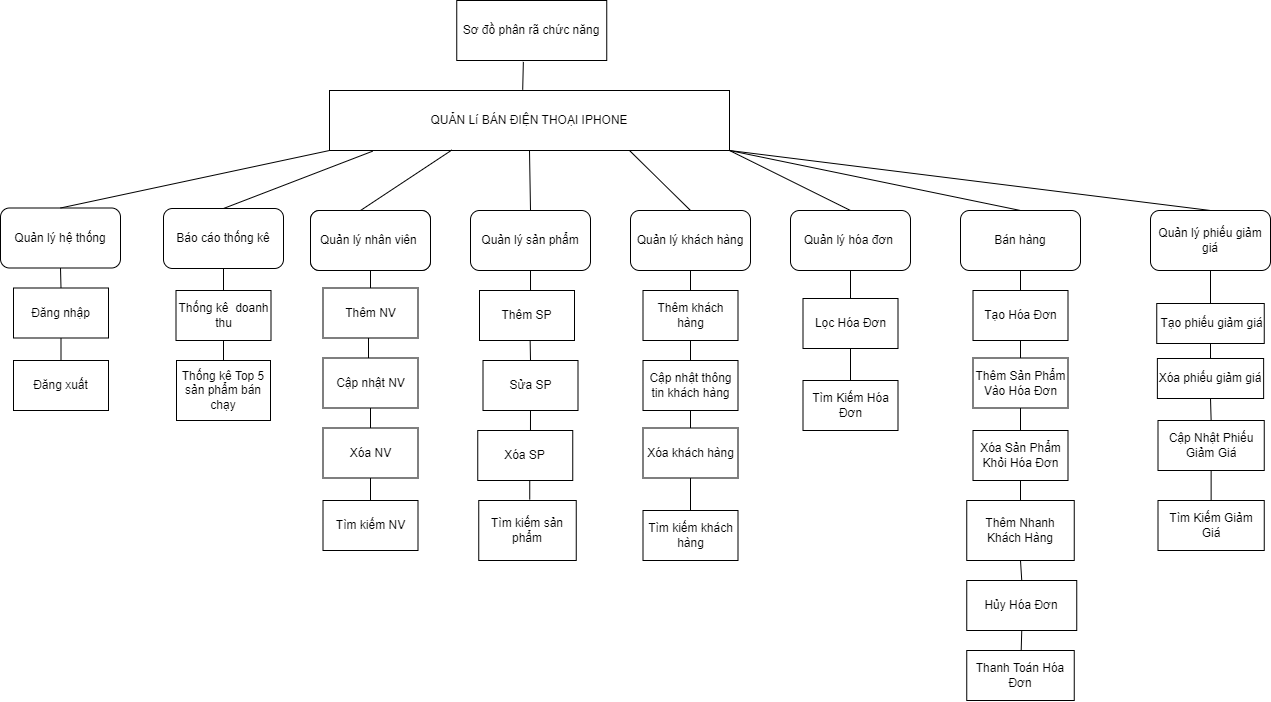 Sơ đồ phân rã chức năng
QUẢN Lí BÁN ĐIỆN THOẠI IPHONE
Quản lý hệ thống
Đăng nhập
Đăng xuất
Báo cáo thống kê
Thống kê doanh
thu
Thống kê Top 5
sản phẩm bán
chạy
Quản lý nhân viên
Thêm NV
Cập nhật NV
Xóa NV
Tìm kiếm NV
Quản lý sản phẩm
Thêm SP
Sửa SP
Xóa SP
Tìm kiếm sản
phẩm
Quản lý khách hàng
Thêm khách
hàng
Cập nhật thông
tin khách hàng
Xóa khách hàng
Tìm kiếm khách
hàng
Quản lý hóa đơn
Lọc Hóa Đơn
Tìm Kiếm Hóa
Đơn
Bán hàng
Tạo Hóa Đơn
Thêm Sản Phẩm
Vào Hóa Đơn
Xóa Sản Phẩm
Khỏi Hóa Đơn
Thêm Nhanh
Khách Hàng
Hủy Hóa Đơn
Thanh Toán Hóa
Đơn
Quản lý phiếu giảm
giá
Tạo phiếu giảm giá
Xóa phiếu giảm giá
Cập Nhật Phiếu
Giảm Giá
Tìm Kiếm Giảm
Giá